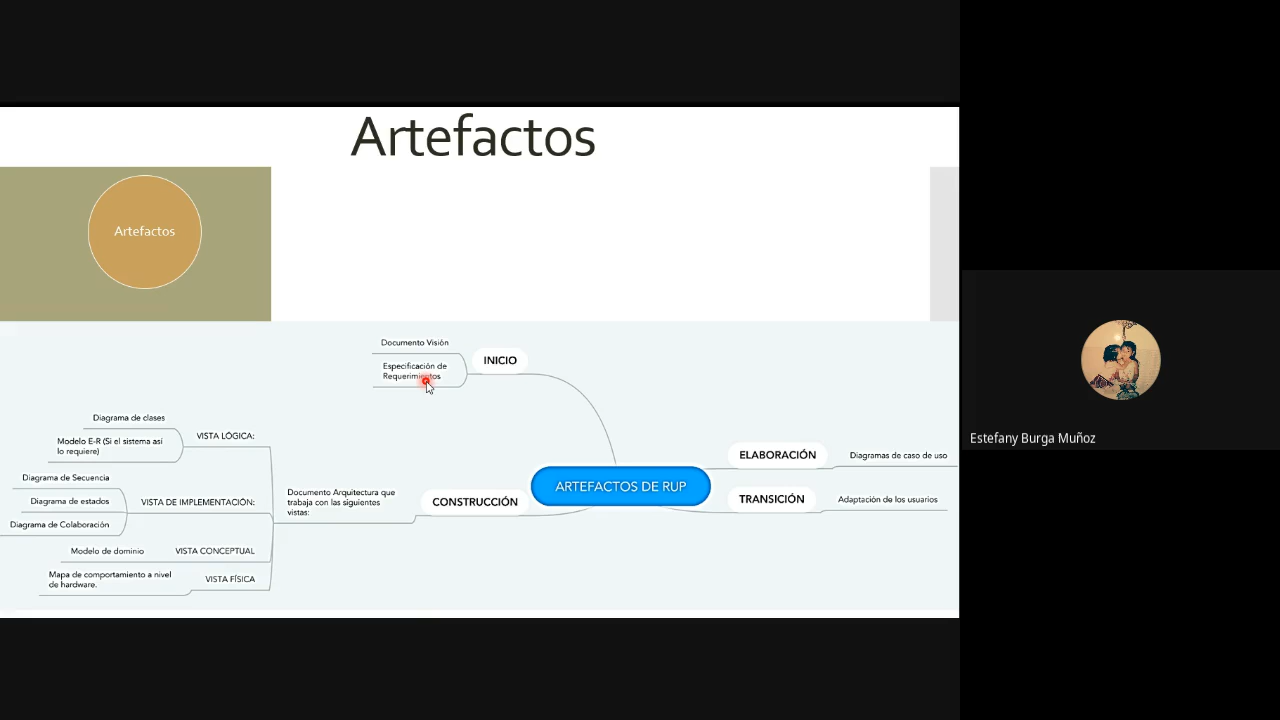 Artefactos
Artefactos
Documento Visión
Especificación de
Requerimientos
INICIO
Diagrama de clases
Modelo E-R (Si el sistema así
lo requiere)
VISTA LÓGICA:
Diagrama de Secuencia
Diagrama de estados
Diagrama de Colaboración
VISTA DE IMPLEMENTACIÓN:
Modelo de dominio
VISTA CONCEPTUAL
Mapa de comportamiento a nivel
de hardware.
VISTA FÍSICA
Documento Arquitectura que
trabaja con las siguientes
vistas:
CONSTRUCCIÓN
ARTEFACTOS DE RUP
ELABORACIÓN
Diagramas de caso de uso
TRANSICIÓN
Adaptación de los usuarios
Estefany Burga Muñoz